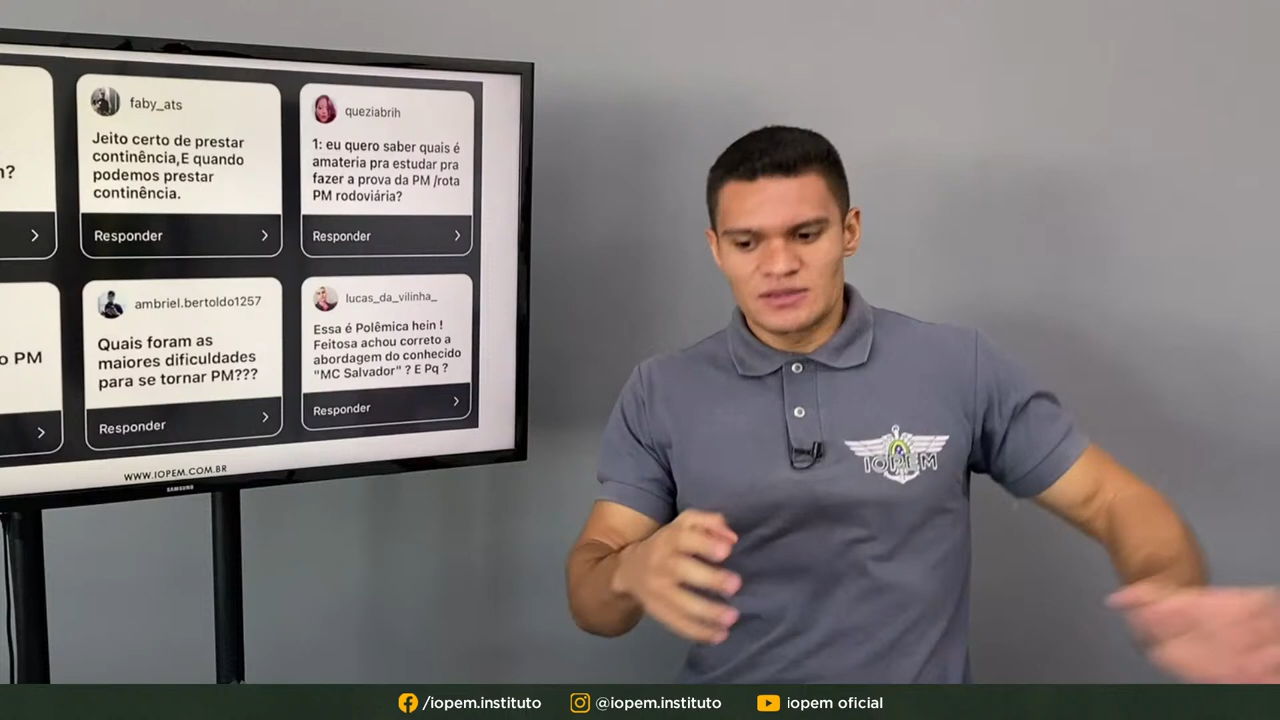 m?
faby_ats
Jeito certo de prestar
continência,E quando
podemos prestar
continência.
Responder
queziabrih
1: eu quero saber quais é
amateria pra estudar pra
fazer a prova da PM /rota
PM rodoviária?
Responder
o PM
ambriel.bertoldo1257
Quais foram as
maiores dificuldades
para se tornar PM???
Responder
lucas_da_vilinha_
Essa é Polêmica hein !
Feitosa achou correto a
abordagem do conhecido
"MC Salvador" ? E Pq ?
Responder
WWW.IOPEM.COM.BR
SAMSUNG
IOPEM
/iopem.instituto
@iopem.instituto
iopem oficial